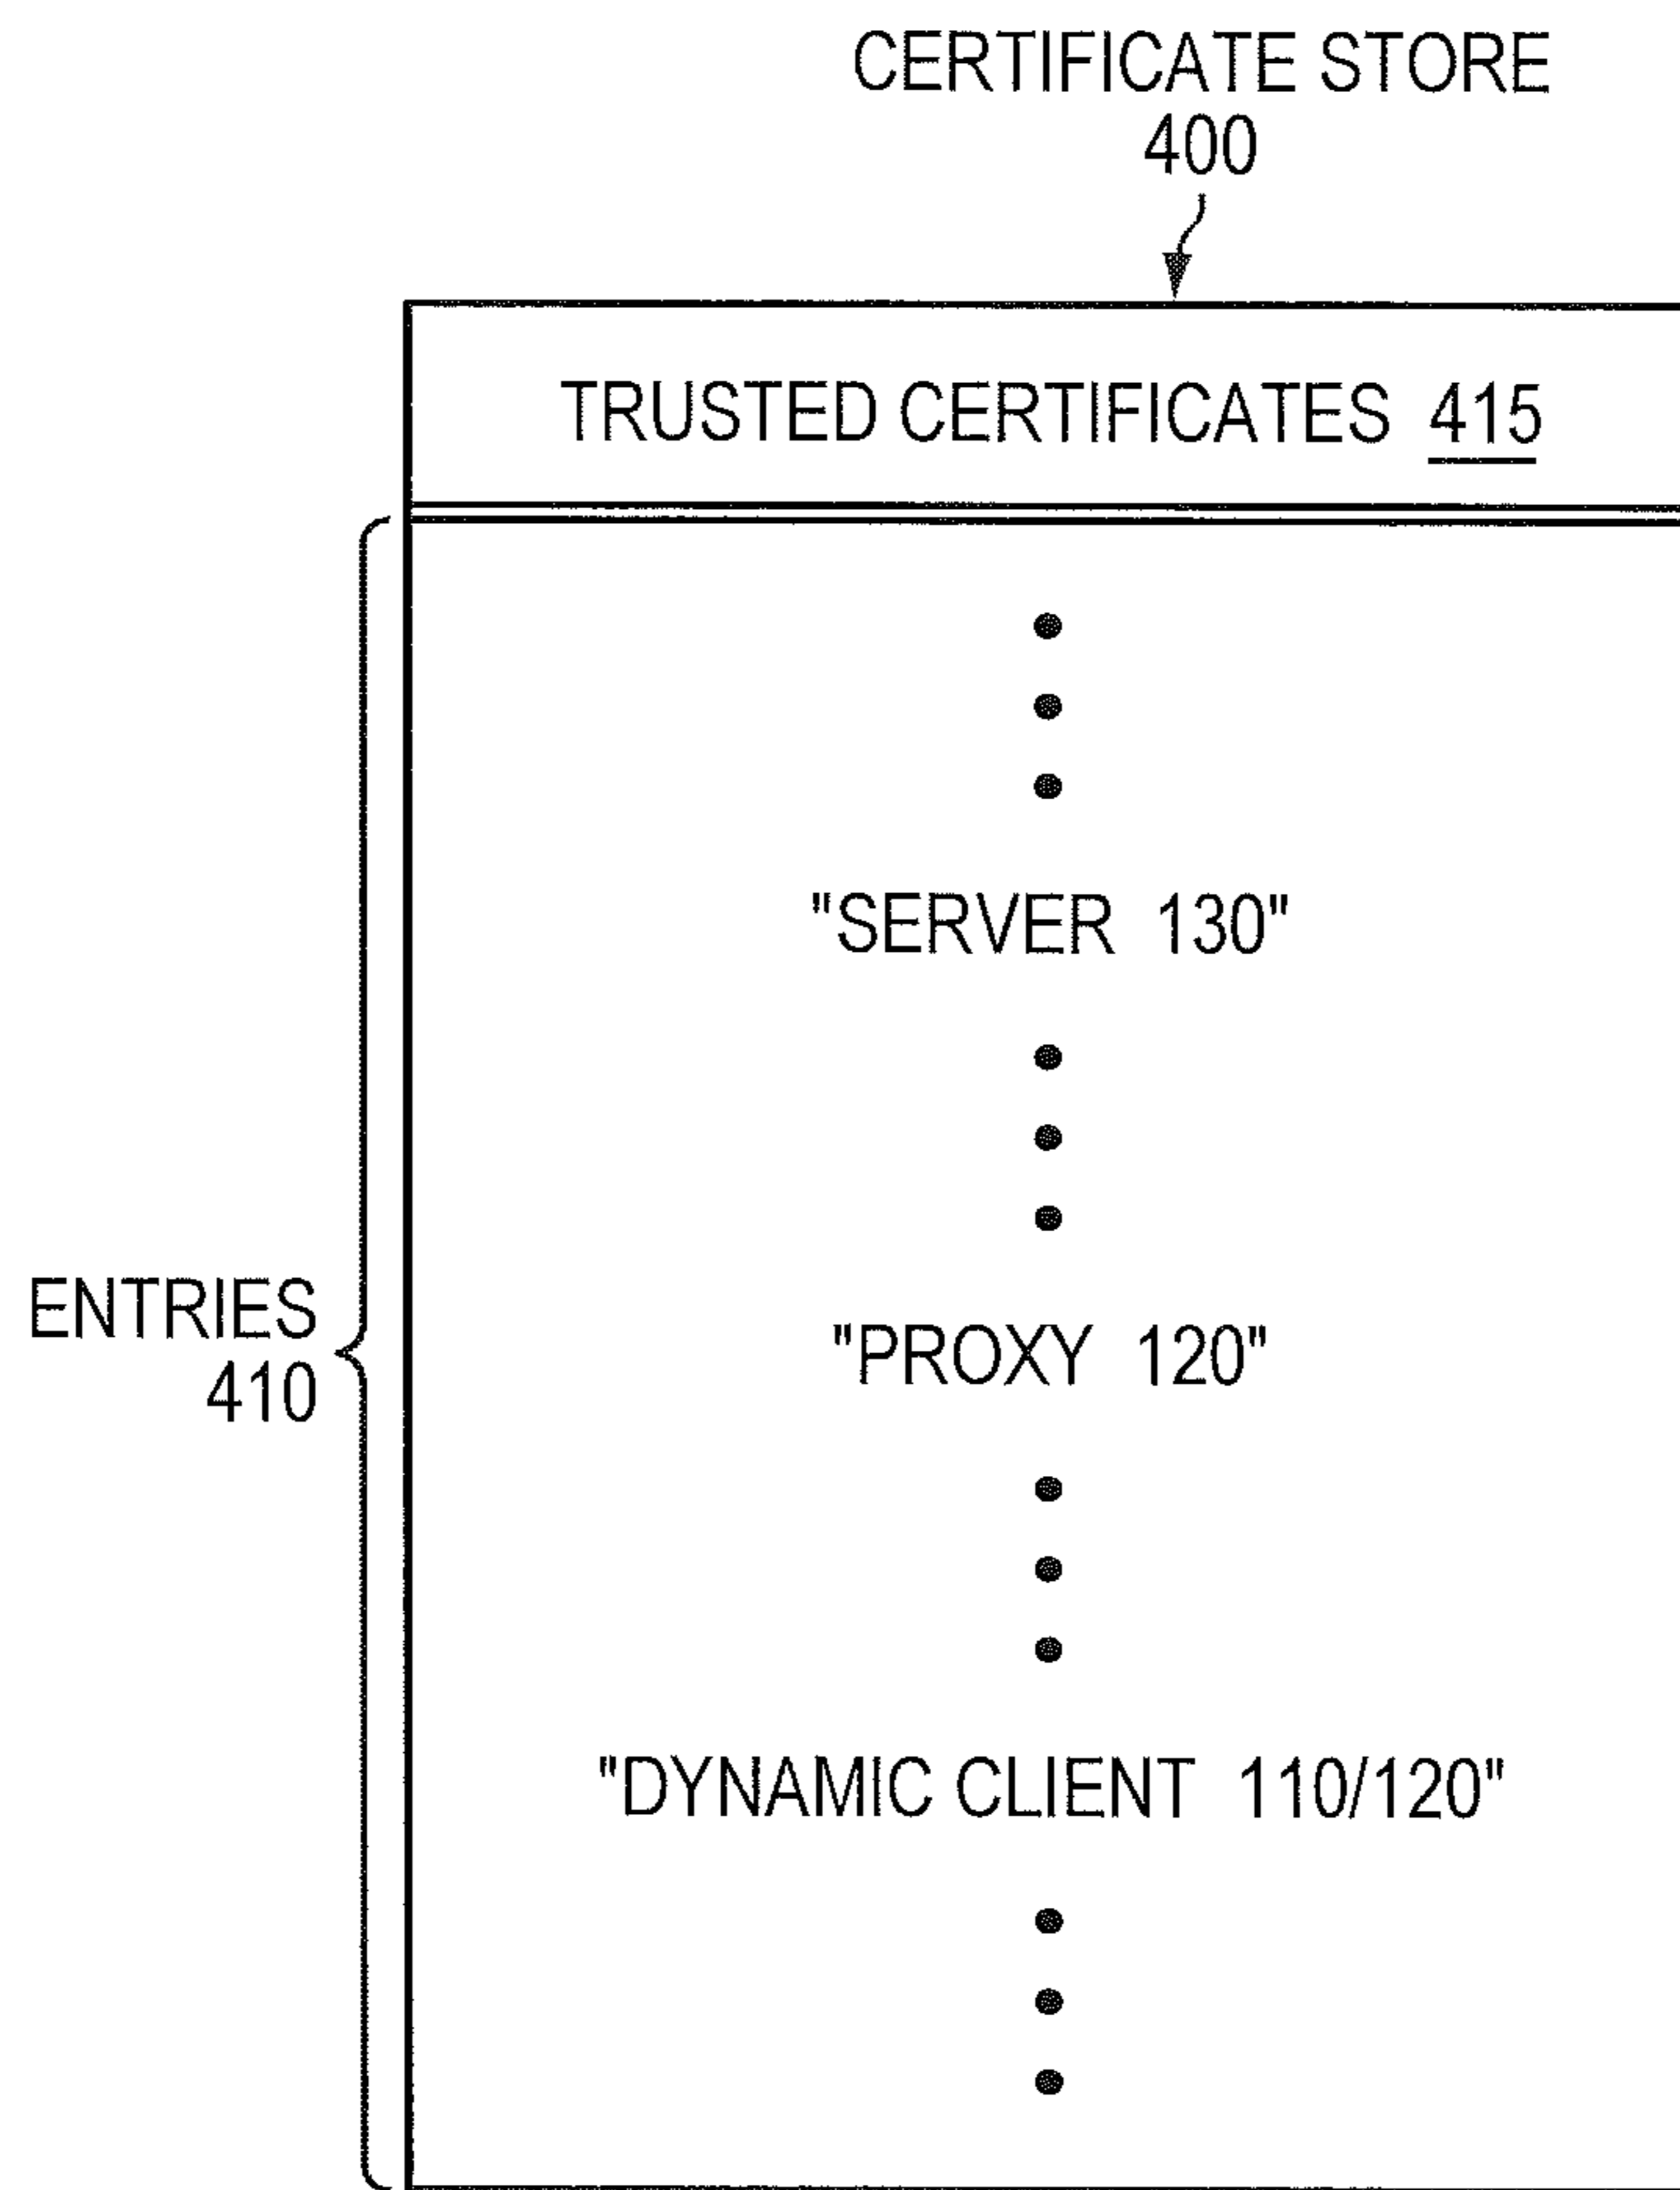 CERTIFICATE STORE
400
TRUSTED CERTIFICATES 415
"SERVER 130"
ENTRIES
410
"PROXY 120"
"DYNAMIC CLIENT 110/120"